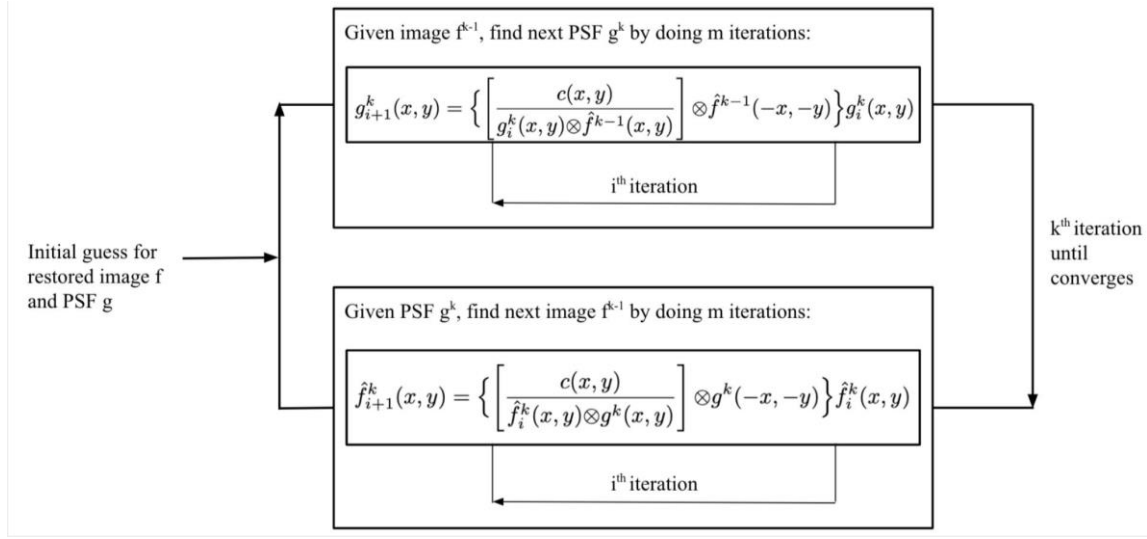 Given image f^{k-1}, find next PSF g^k by doing m iterations:
g^k_{i+1}(x,y) = { [ c(x,y) / g^k_i(x,y)⊗f̂^{k-1}(x,y) ] ⊗f̂^{k-1}(-x,-y) } g^k_i(x,y)
i^{th} iteration
Initial guess for
restored image f
and PSF g
k^{th} iteration
until
converges
Given PSF g^k, find next image f^{k-1} by doing m iterations:
f̂^k_{i+1}(x,y) = { [ c(x,y) / f̂^k_i(x,y)⊗g^k(x,y) ] ⊗g^k(-x,-y) } f̂^k_i(x,y)
i^{th} iteration